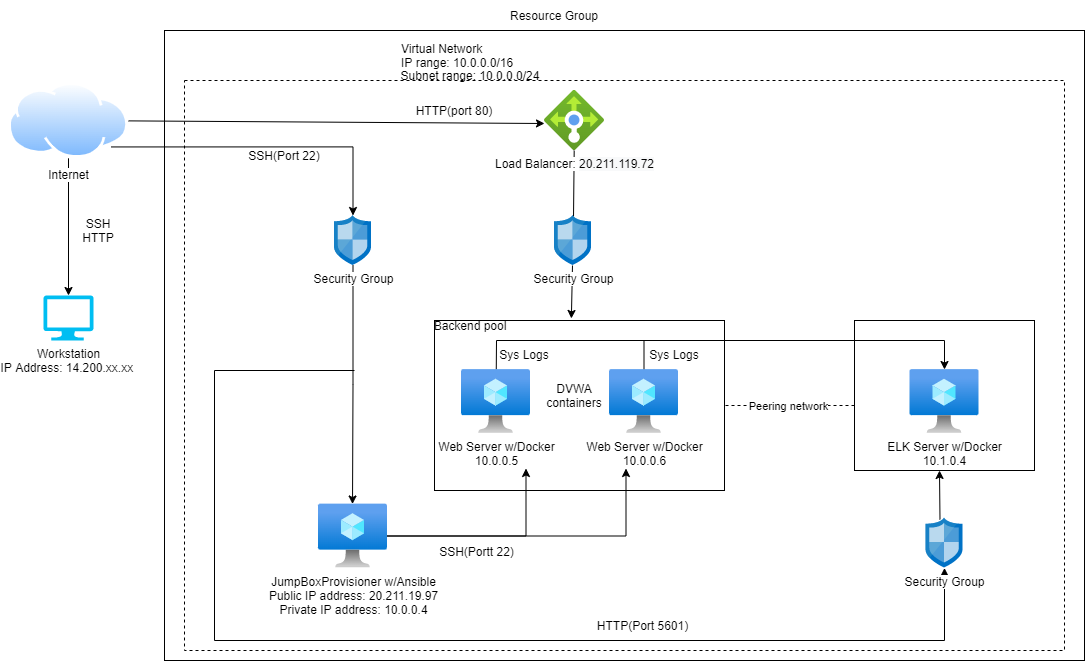 Resource Group
Virtual Network
IP range: 10.0.0.0/16
Subnet range: 10.0.0.0/24
HTTP(port 80)
Load Balancer: 20.211.119.72
SSH(Port 22)
Internet
SSH
HTTP
Security Group
Security Group
Workstation
IP Address: 14.200.xx.xx
Backend pool
Sys Logs
Sys Logs
DVWA
containers
Peering network
Web Server w/Docker
10.0.0.5
Web Server w/Docker
10.0.0.6
ELK Server w/Docker
10.1.0.4
SSH(Portt 22)
JumpBoxProvisioner w/Ansible
Public IP address: 20.211.19.97
Private IP address: 10.0.0.4
Security Group
HTTP(Port 5601)